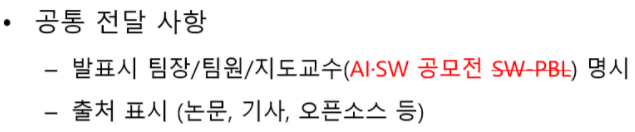 • 공통 전달 사항
– 발표시 팀장/팀원/지도교수(AI·SW 공모전 SW-PBL) 명시
– 출처 표시 (논문, 기사, 오픈소스 등)